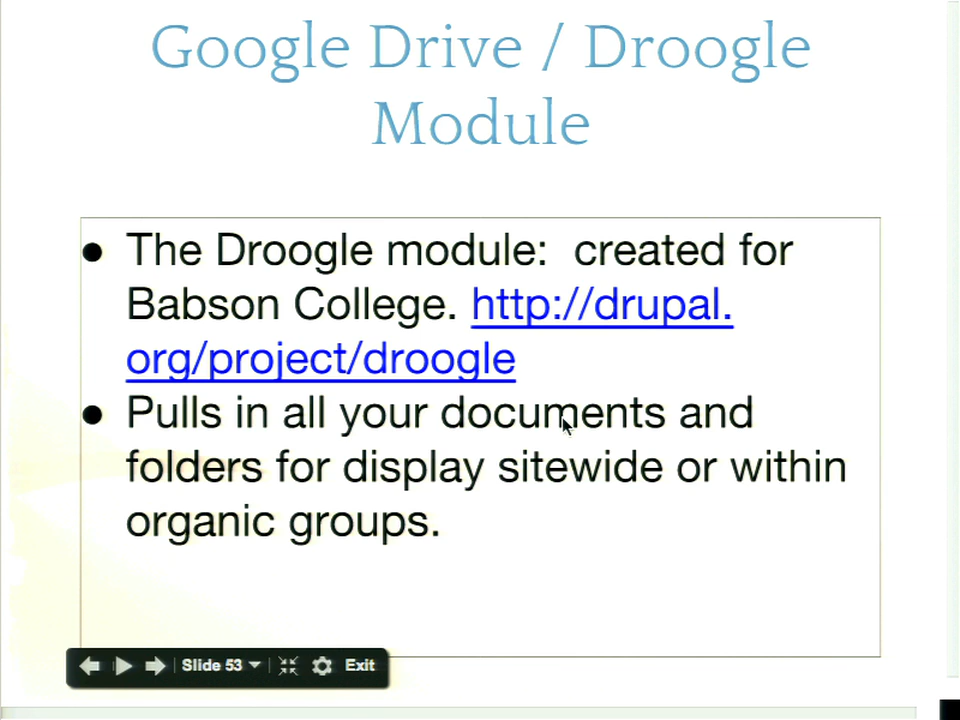 Google Drive / Droogle
Module
● The Droogle module:  created for
Babson College. http://drupal.
org/project/droogle
● Pulls in all your documents and
folders for display sitewide or within
organic groups.
Slide 53
Exit